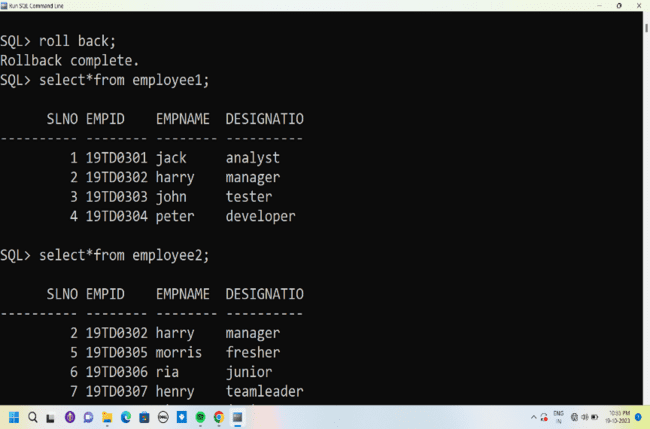 Run SQL Command Line
SQL> roll back;
Rollback complete.
SQL> select*from employee1;
SLNO EMPID EMPNAME DESIGNATIO
---------- -------- -------- ----------
1 19TD0301 jack analyst
2 19TD0302 harry manager
3 19TD0303 john tester
4 19TD0304 peter developer
SQL> select*from employee2;
SLNO EMPID EMPNAME DESIGNATIO
---------- -------- -------- ----------
2 19TD0302 harry manager
5 19TD0305 morris fresher
6 19TD0306 ria junior
7 19TD0307 henry teamleader
ENG
IN
19-10-2023